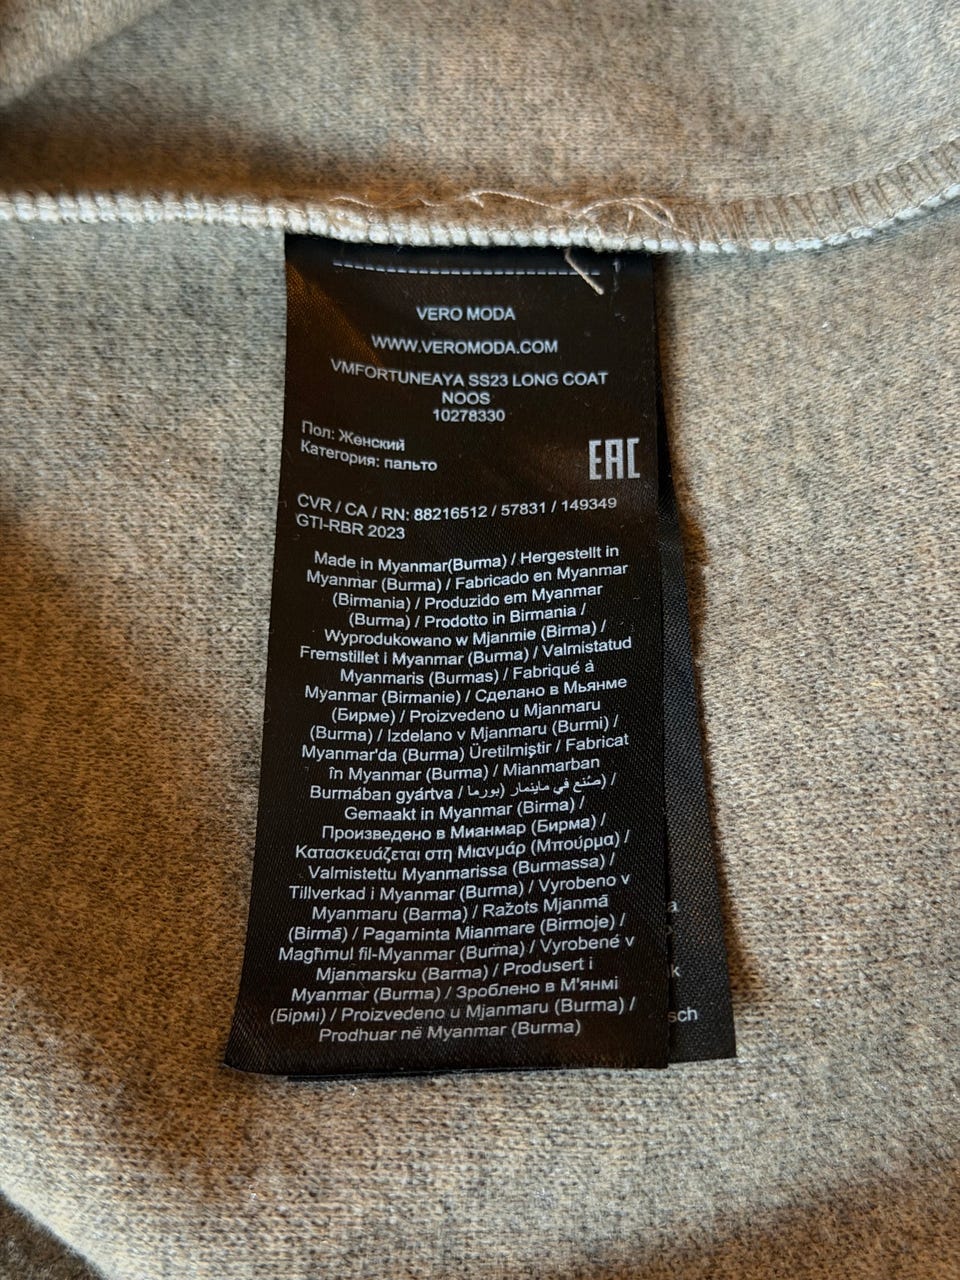 VERO MODA
WWW.VEROMODA.COM
VMFORTUNEAYA SS23 LONG COAT
NOOS
10278330
Пол: Женский
Категория: пальто
EAC
CVR / CA / RN: 88216512 / 57831 / 149349
GTI-RBR 2023
Made in Myanmar(Burma) / Hergestellt in
Myanmar (Burma) / Fabricado en Myanmar
(Birmania) / Produzido em Myanmar
(Burma) / Prodotto in Birmania /
Wyprodukowano w Mjanmie (Birma) /
Fremstillet i Myanmar (Burma) / Valmistatud
Myanmaris (Burmas) / Fabriqué à
Myanmar (Birmanie) / Сделано в Мьянме
(Бирме) / Proizvedeno u Mjanmaru
(Burma) / Izdelano v Mjanmaru (Burmi) /
Myanmar'da (Burma) Üretilmiştir / Fabricat
în Myanmar (Burma) / Mianmarban
Burmában gyártva / صُنع في ماينمار (بورما) /
Gemaakt in Myanmar (Birma) /
Произведено в Мианмар (Бирма) /
Κατασκευάζεται στη Μιανμάρ (Μπούρμα) /
Valmistettu Myanmarissa (Burmassa) /
Tillverkad i Myanmar (Burma) / Vyrobeno v
Myanmaru (Barma) / Ražots Mjanmā
(Birmā) / Pagaminta Mianmare (Birmoje) /
Magħmul fil-Myanmar (Burma) / Vyrobené v
Mjanmarsku (Barma) / Produsert i
Myanmar (Burma) / Зроблено в М'янмі
(Бірмі) / Proizvedeno u Mjanmaru (Burma) /
Prodhuar në Myanmar (Burma)